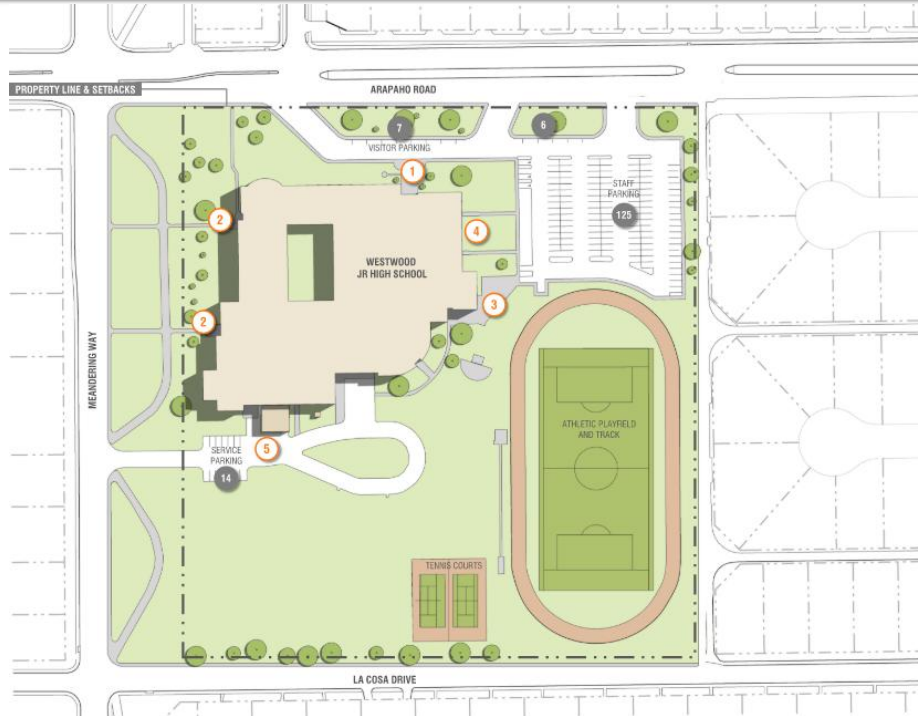 ARAPAHO ROAD
PROPERTY LINE & SETBACKS
7
6
VISITOR PARKING
1
STAFF
PARKING
125
2
4
WESTWOOD
JR HIGH SCHOOL
3
2
MEANDERING WAY
ATHLETIC PLAYFIELD
AND TRACK
5
SERVICE
PARKING
14
TENNIS COURTS
LA COSA DRIVE